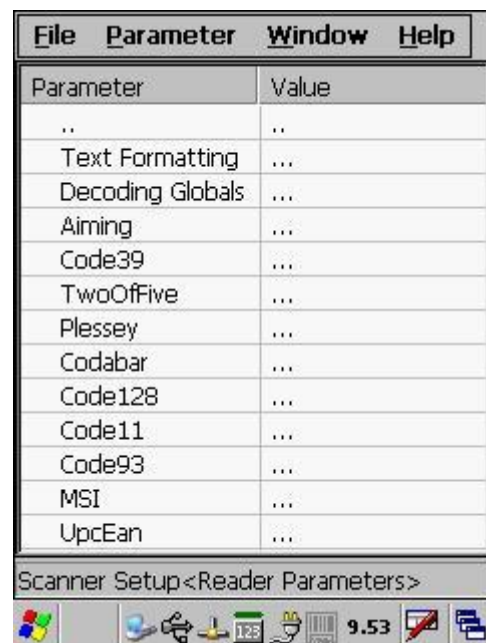 File Parameter Window Help
Parameter Value
.. ..
Text Formatting ...
Decoding Globals ...
Aiming ...
Code39 ...
TwoOfFive ...
Plessey ...
Codabar ...
Code128 ...
Code11 ...
Code93 ...
MSI ...
UpcEan ...
Scanner Setup<Reader Parameters>
123 9.53